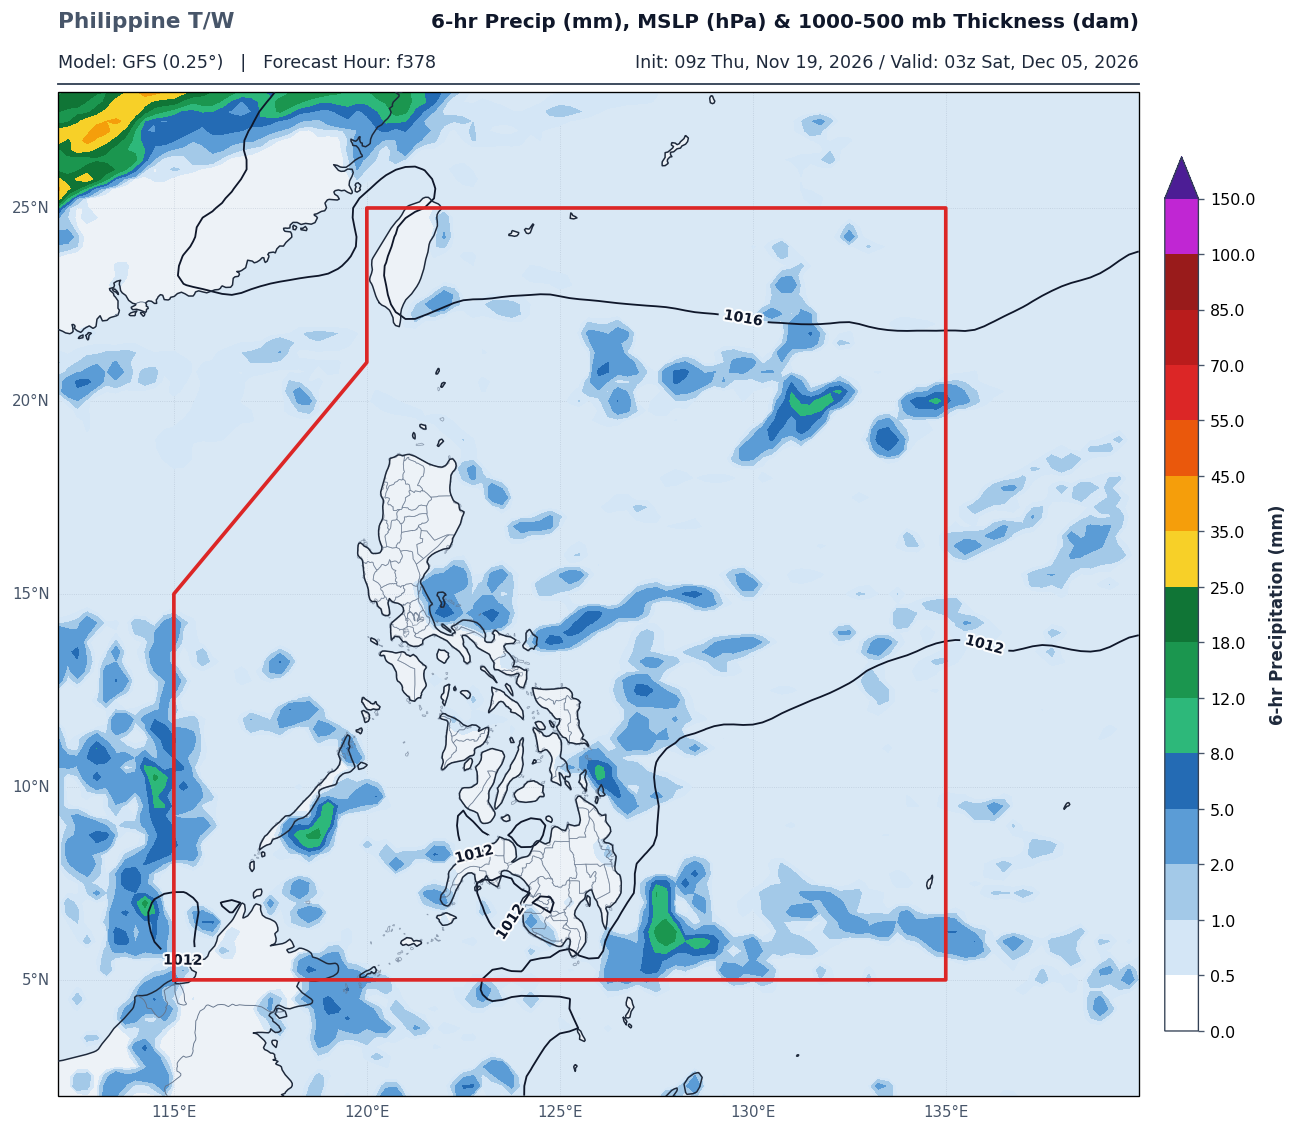 Philippine T/W
6-hr Precip (mm), MSLP (hPa) & 1000-500 mb Thickness (dam)
Model: GFS (0.25°) | Forecast Hour: f378
Init: 09z Thu, Nov 19, 2026 / Valid: 03z Sat, Dec 05, 2026
25°N
20°N
15°N
10°N
5°N
115°E
120°E
125°E
130°E
135°E
1016
1012
1012
1012
1012
150.0
100.0
85.0
70.0
55.0
45.0
35.0
25.0
18.0
12.0
8.0
5.0
2.0
1.0
0.5
0.0
6-hr Precipitation (mm)